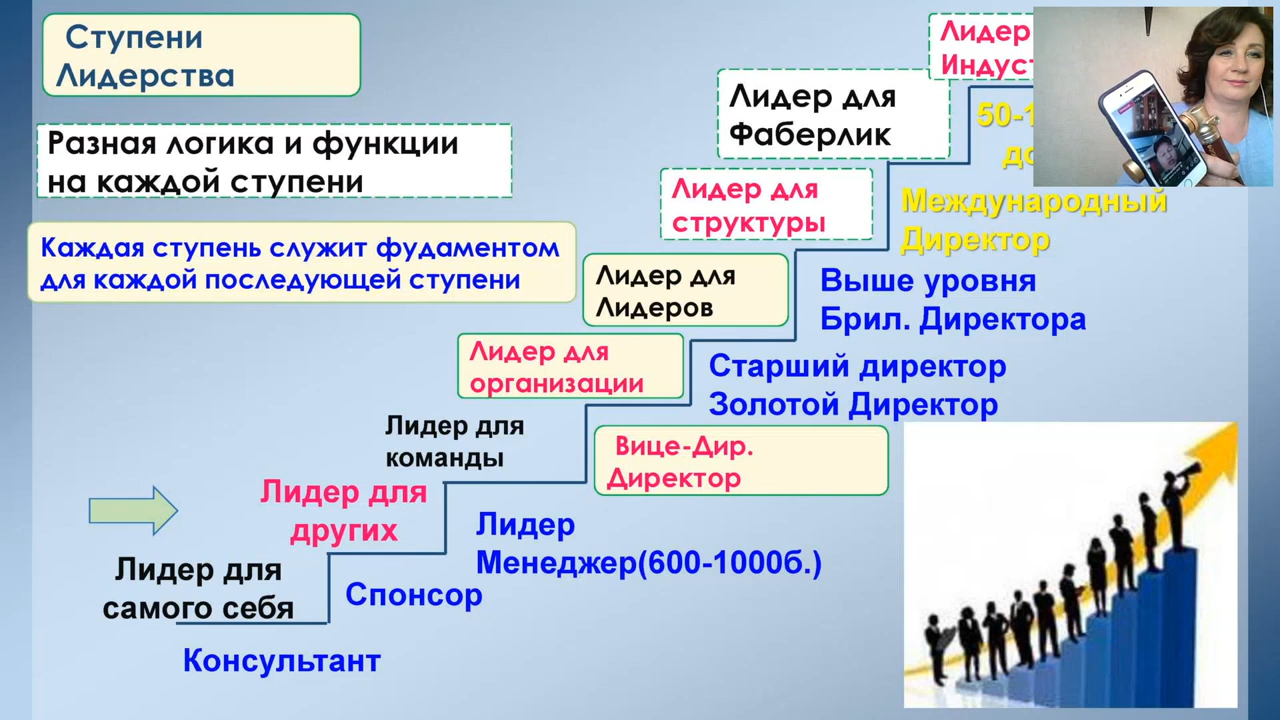 Ступени
Лидерства
Разная логика и функции
на каждой ступени
Каждая ступень служит фудаментом
для каждой последующей ступени
Лидер
Лидер для
Фаберлик
50-1
Лидер для
структуры
Международный
Директор
Лидер для
Лидеров
Выше уровня
Брил. Директора
Лидер для
организации
Старший директор
Золотой Директор
Лидер для
команды
Вице-Дир.
Директор
Лидер для
других
Лидер
Менеджер(600-1000б.)
Лидер для
самого себя
Спонсор
Консультант